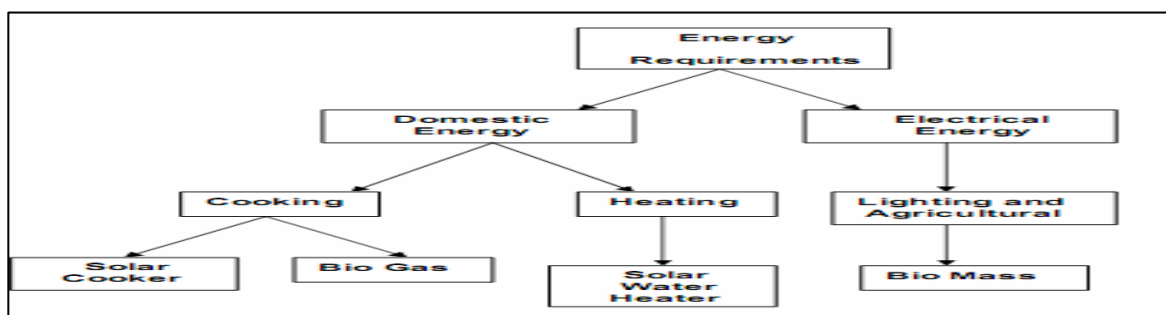 Energy
Requirements
Domestic
Energy
Electrical
Energy
Cooking
Heating
Lighting and
Agricultural
Solar
Cooker
Bio Gas
Solar
Water
Heater
Bio Mass